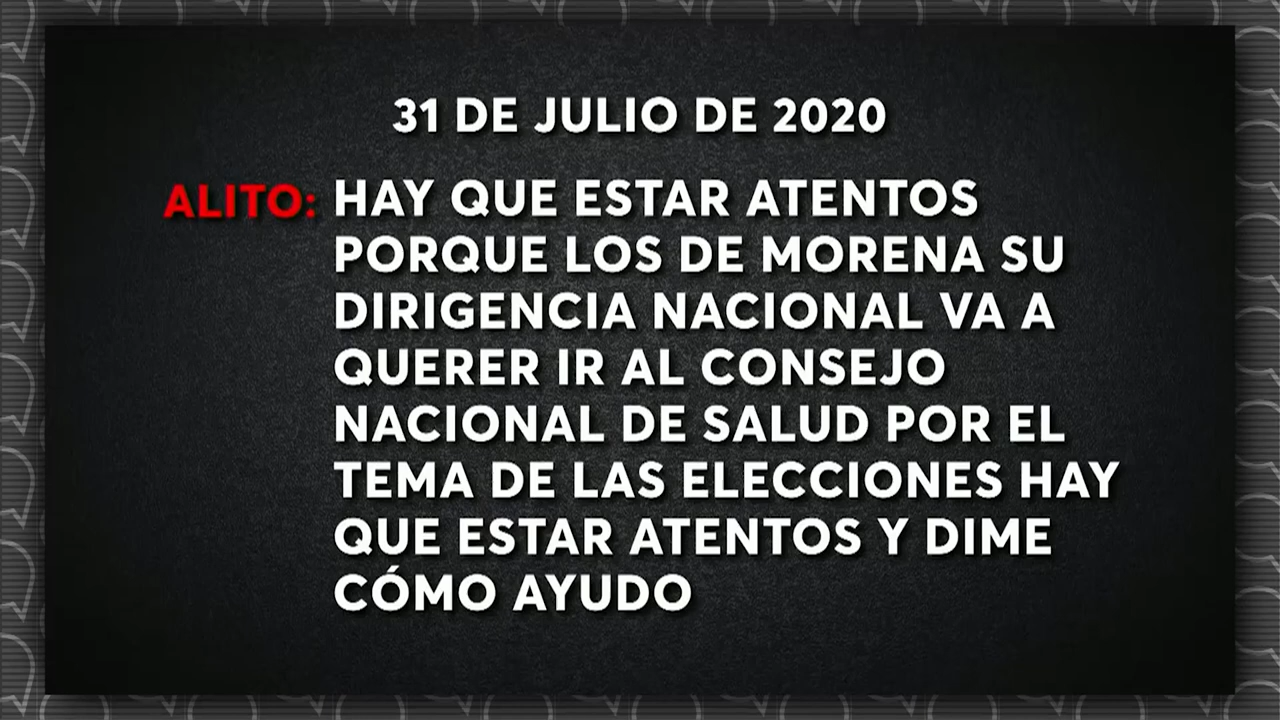 31 DE JULIO DE 2020
ALITO: HAY QUE ESTAR ATENTOS
PORQUE LOS DE MORENA SU
DIRIGENCIA NACIONAL VA A
QUERER IR AL CONSEJO
NACIONAL DE SALUD POR EL
TEMA DE LAS ELECCIONES HAY
QUE ESTAR ATENTOS Y DIME
CÓMO AYUDO